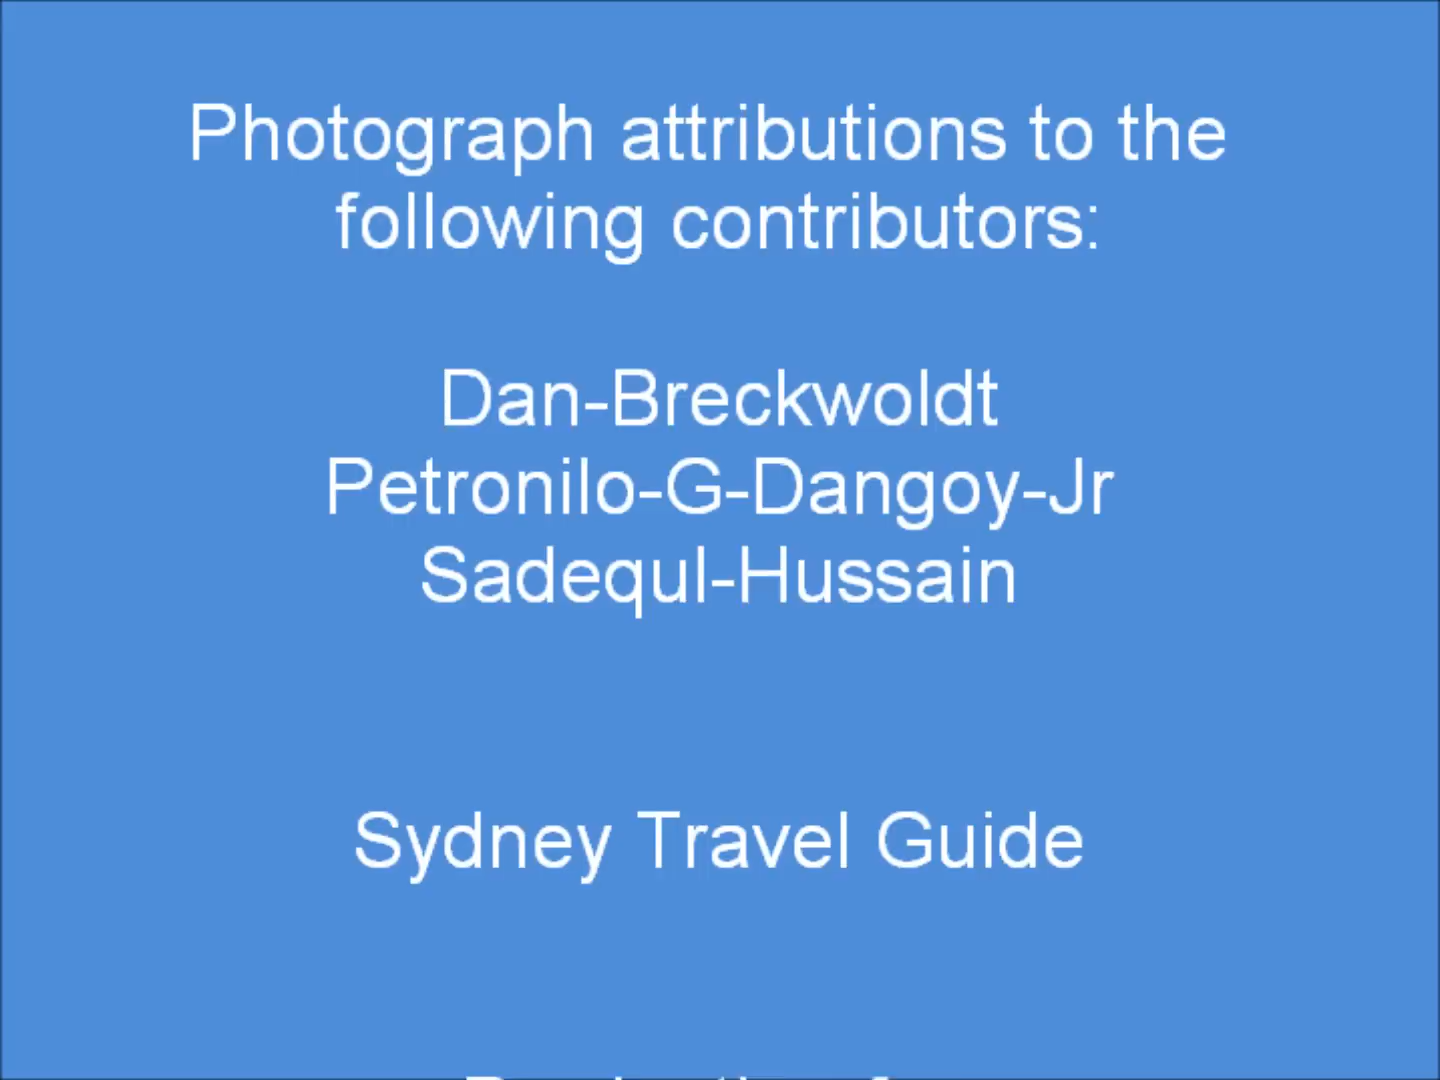 Photograph attributions to the
following contributors:
Dan-Breckwoldt
Petronilo-G-Dangoy-Jr
Sadequl-Hussain
Sydney Travel Guide